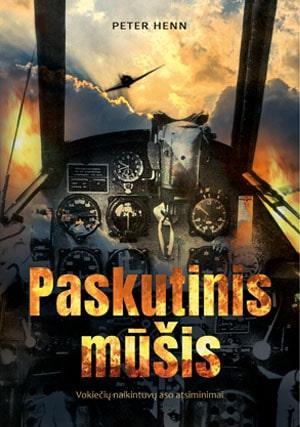 PETER HENN
Paskutinis
mūšis
Vokiečių naikintuvų aso atsiminimai